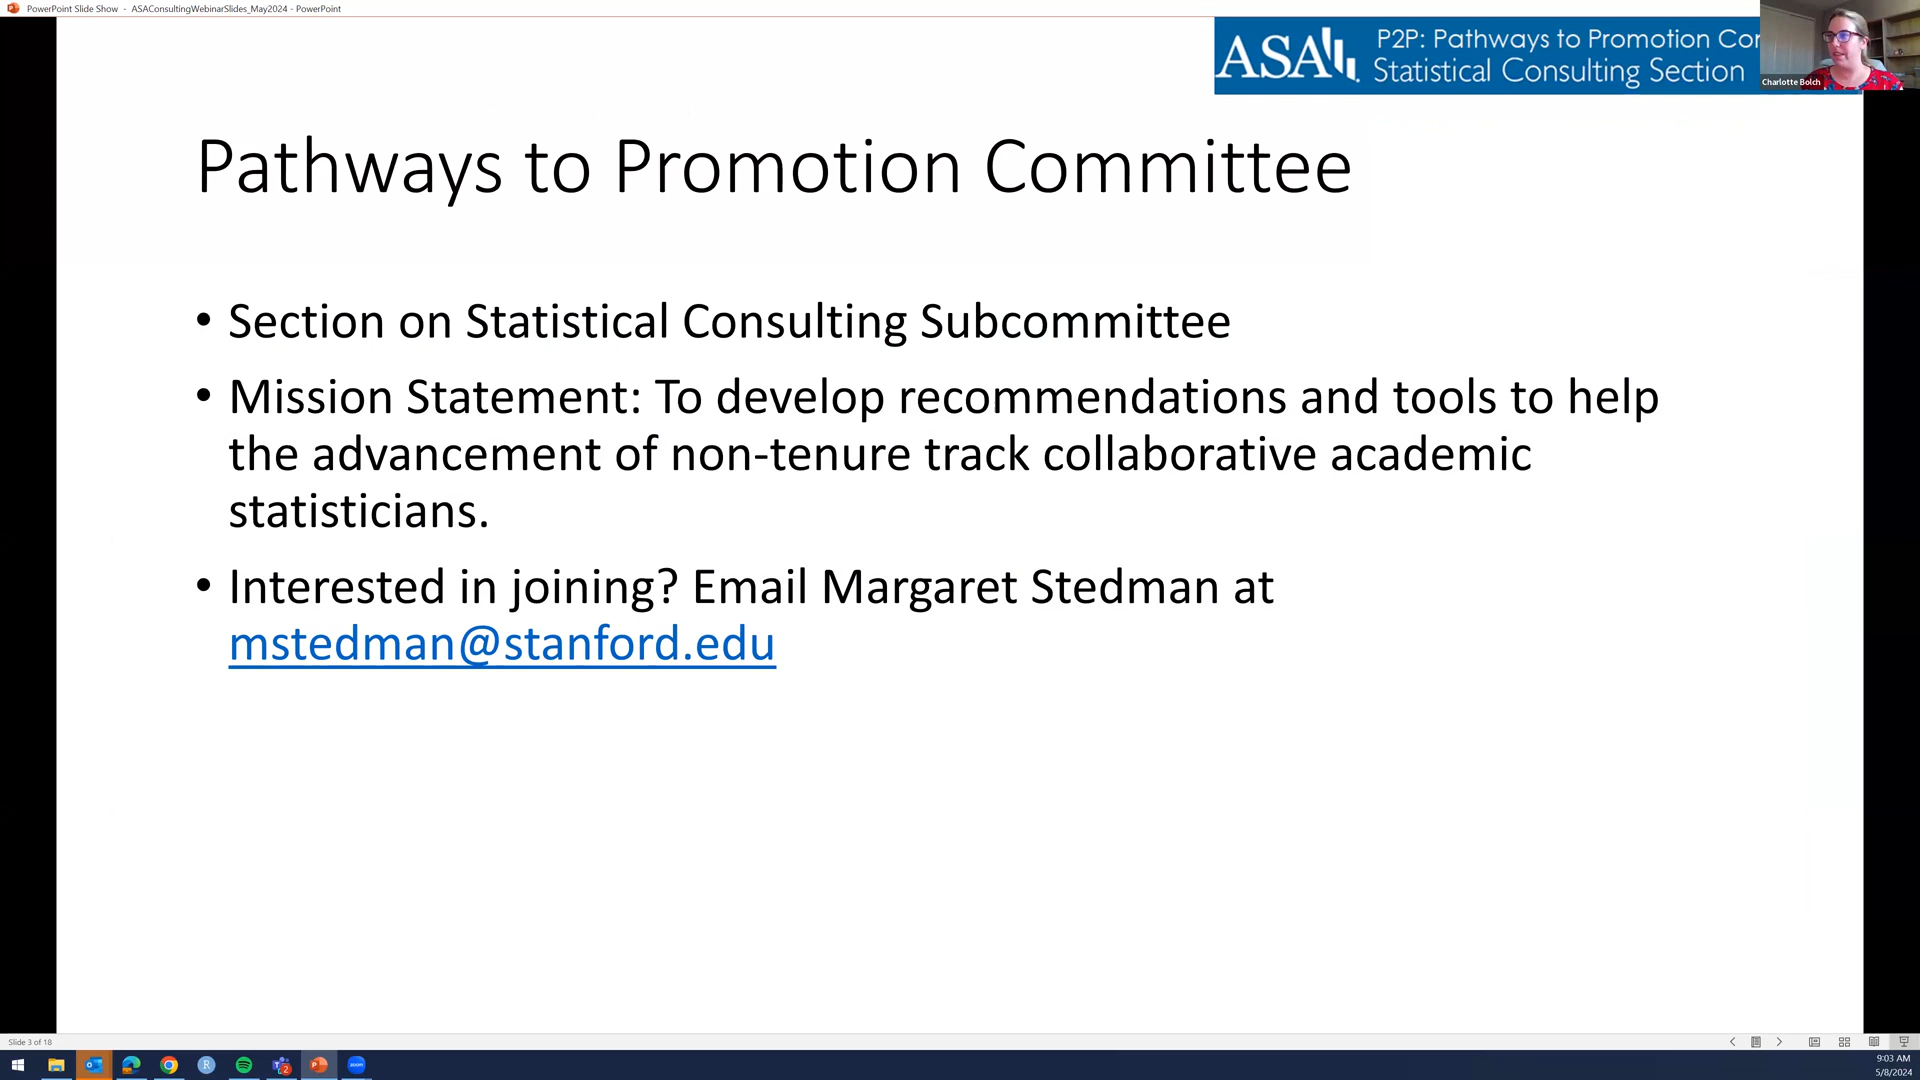 PowerPoint Slide Show - ASAConsultingWebinarSlides_May2024 - PowerPoint
ASA P2P: Pathways to Promotion
Statistical Consulting Section
Charlotte Bolch
Pathways to Promotion Committee
• Section on Statistical Consulting Subcommittee
• Mission Statement: To develop recommendations and tools to help
the advancement of non-tenure track collaborative academic
statisticians.
• Interested in joining? Email Margaret Stedman at
mstedman@stanford.edu
Slide 3 of 18
R
2
zoom
9:03 AM
5/8/2024